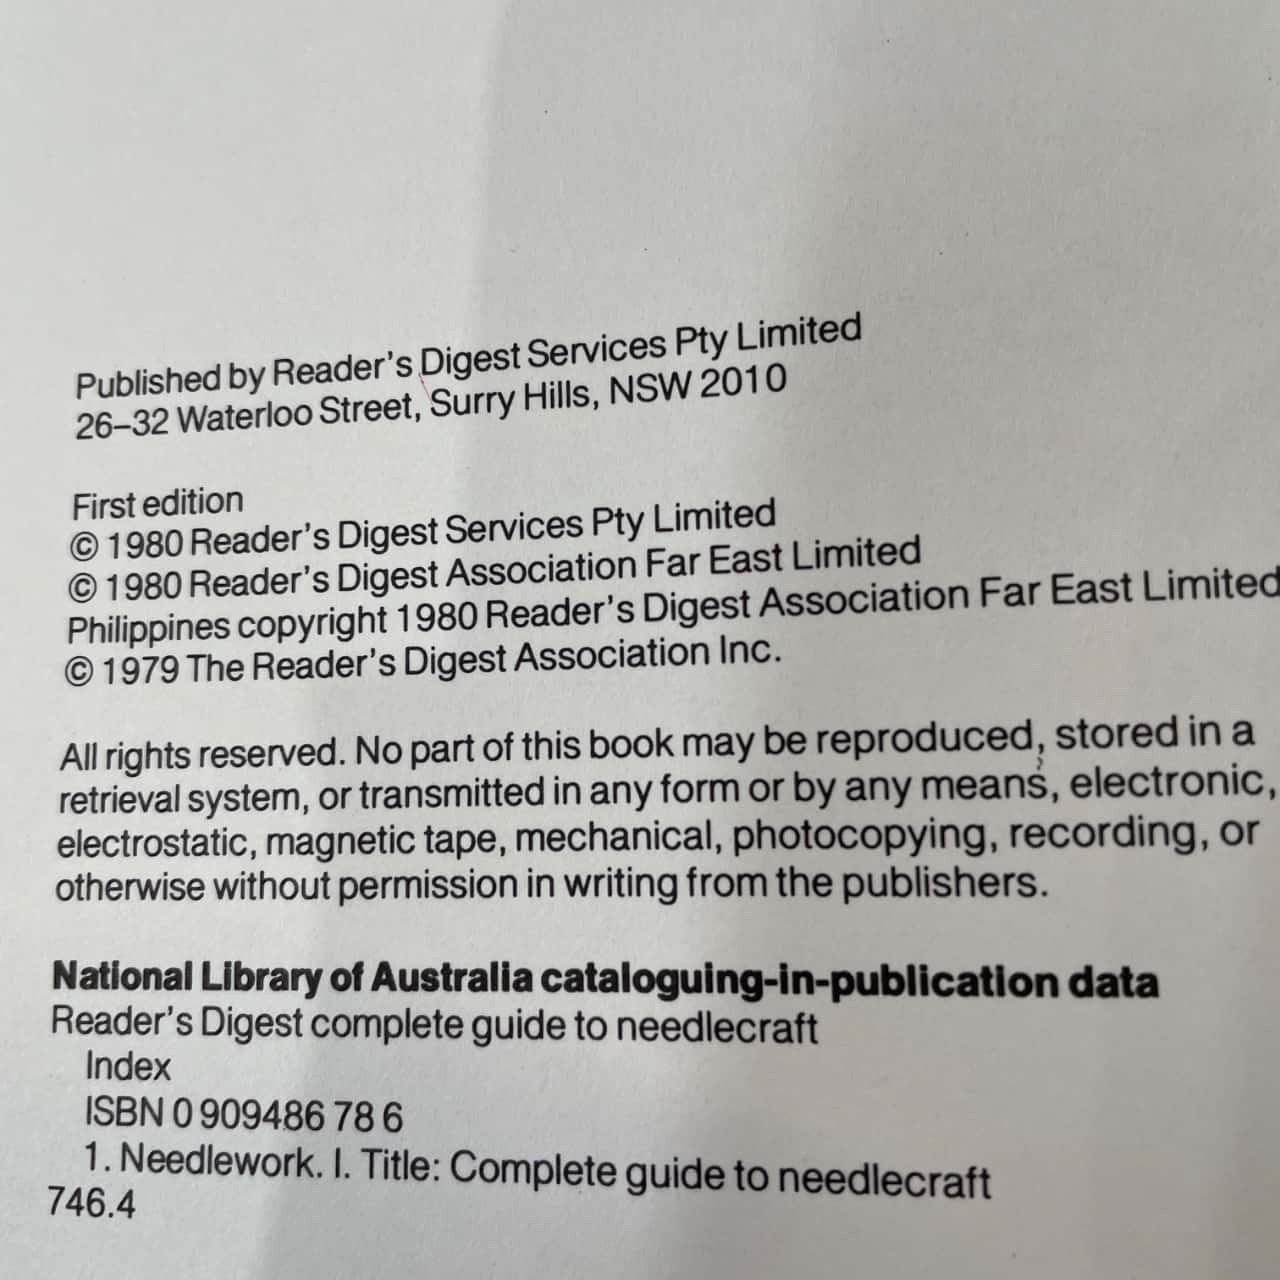 Published by Reader's Digest Services Pty Limited
26–32 Waterloo Street, Surry Hills, NSW 2010
First edition
© 1980 Reader's Digest Services Pty Limited
© 1980 Reader's Digest Association Far East Limited
Philippines copyright 1980 Reader's Digest Association Far East Limited
© 1979 The Reader's Digest Association Inc.
All rights reserved. No part of this book may be reproduced, stored in a
retrieval system, or transmitted in any form or by any means, electronic,
electrostatic, magnetic tape, mechanical, photocopying, recording, or
otherwise without permission in writing from the publishers.
National Library of Australia cataloguing-in-publication data
Reader's Digest complete guide to needlecraft
Index
ISBN 0 909486 78 6
1. Needlework. I. Title: Complete guide to needlecraft
746.4